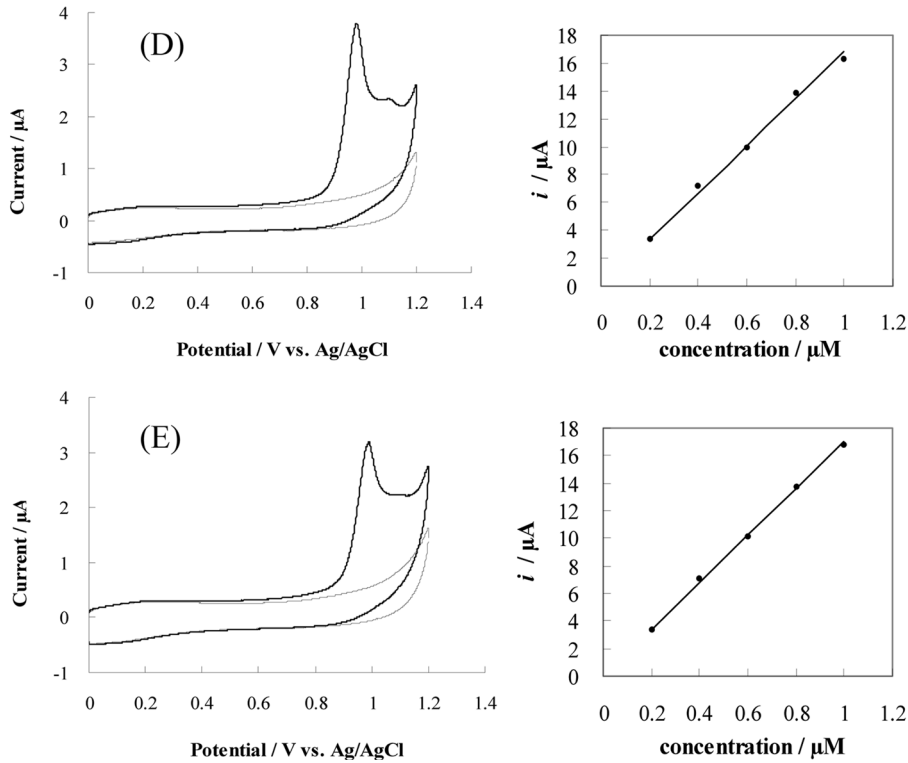 (D)
4
3
2
1
0
-1
Current / µA
0 0.2 0.4 0.6 0.8 1 1.2 1.4
Potential / V vs. Ag/AgCl
18
16
14
12
10
8
6
4
2
0
i / µA
0 0.2 0.4 0.6 0.8 1 1.2
concentration / µM
(E)
4
3
2
1
0
-1
Current / µA
0 0.2 0.4 0.6 0.8 1 1.2 1.4
Potential / V vs. Ag/AgCl
18
16
14
12
10
8
6
4
2
0
i / µA
0 0.2 0.4 0.6 0.8 1 1.2
concentration / µM